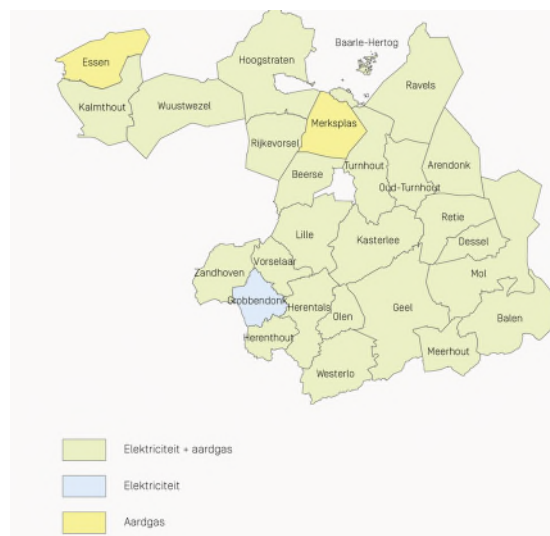 Baarle-Hertog
Hoogstraten
Essen
Ravels
Kalmthout
Wuustwezel
Merksplas
Rijkevorsel
Turnhout
Arendonk
Beerse
Oud-Turnhout
Retie
Lille
Kasterlee
Dessel
Vorselaar
Zandhoven
Mol
Grobbendonk
Herentals
Geel
Olen
Balen
Herenthout
Meerhout
Westerlo
Elektriciteit + aardgas
Elektriciteit
Aardgas